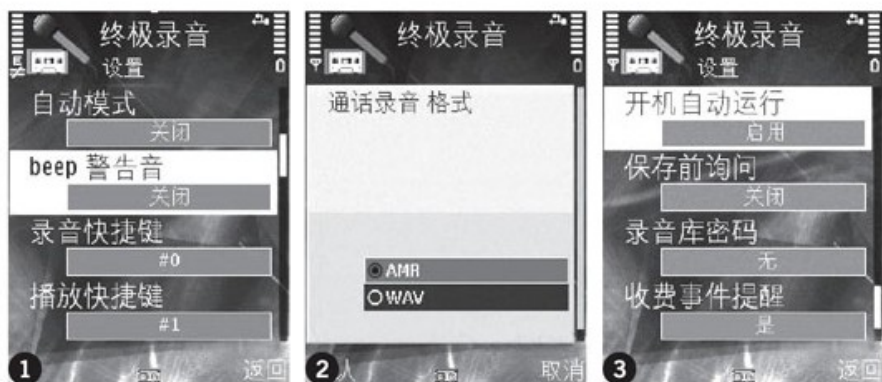 终极录音
设置
自动模式
关闭
beep 警告音
关闭
录音快捷键
#0
播放快捷键
#1
返回
1
终极录音
通话录音 格式
AMR
WAV
人
取消
2
终极录音
设置
开机自动运行
启用
保存前询问
关闭
录音库密码
无
收费事件提醒
是
返回
3